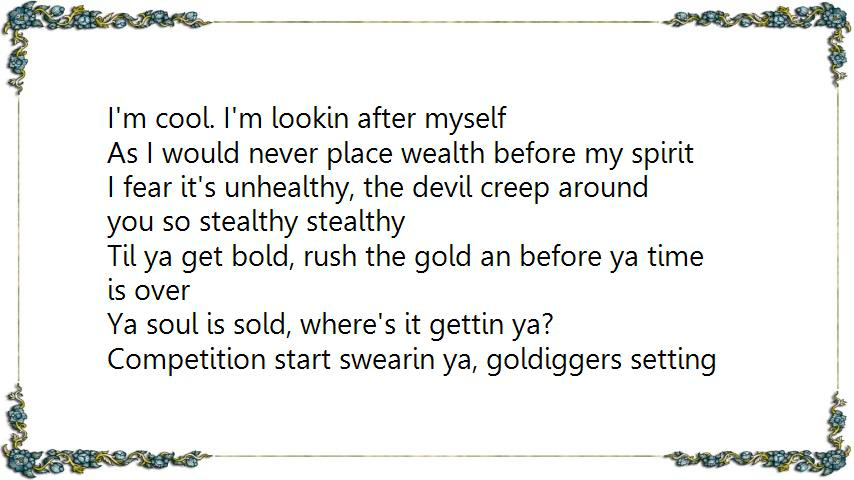 I'm cool. I'm lookin after myself
As I would never place wealth before my spirit
I fear it's unhealthy, the devil creep around
you so stealthy stealthy
Til ya get bold, rush the gold an before ya time
is over
Ya soul is sold, where's it gettin ya?
Competition start swearin ya, goldiggers setting